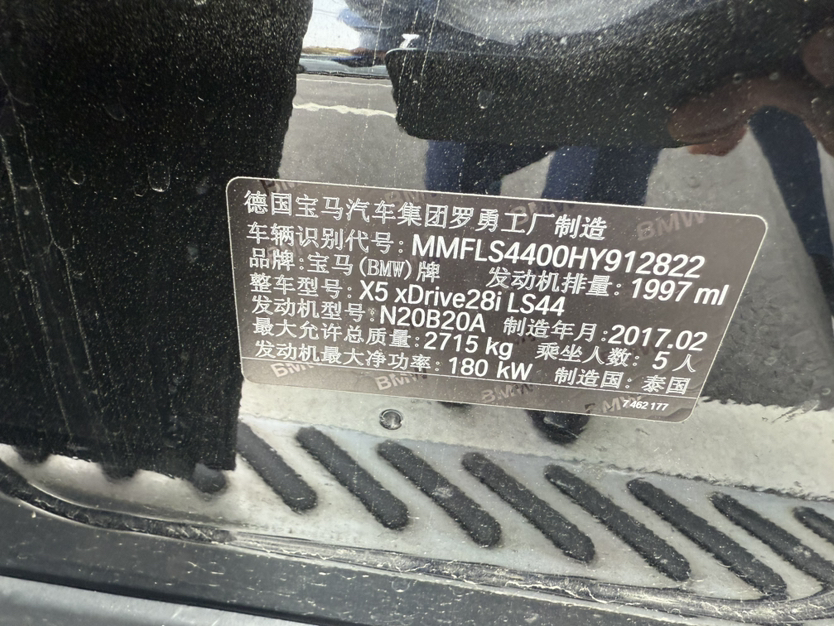 德国宝马汽车集团罗勇工厂制造
车辆识别代号: MMFLS4400HY912822
品牌: 宝马(BMW)牌 发动机排量: 1997 ml
整车型号: X5 xDrive28i LS44
发动机型号: N20B20A 制造年月: 2017.02
最大允许总质量: 2715 kg 乘坐人数: 5 人
发动机最大净功率: 180 kW 制造国: 泰国
7 462 177